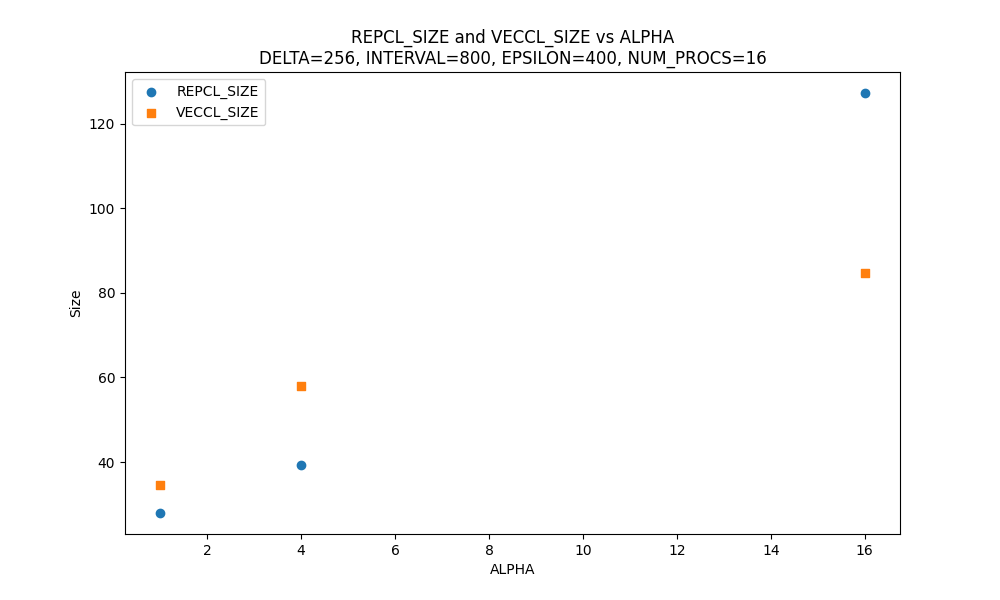 REPCL_SIZE and VECCL_SIZE vs ALPHA
DELTA=256, INTERVAL=800, EPSILON=400, NUM_PROCS=16
REPCL_SIZE
VECCL_SIZE
120
100
80
60
40
Size
2 4 6 8 10 12 14 16
ALPHA